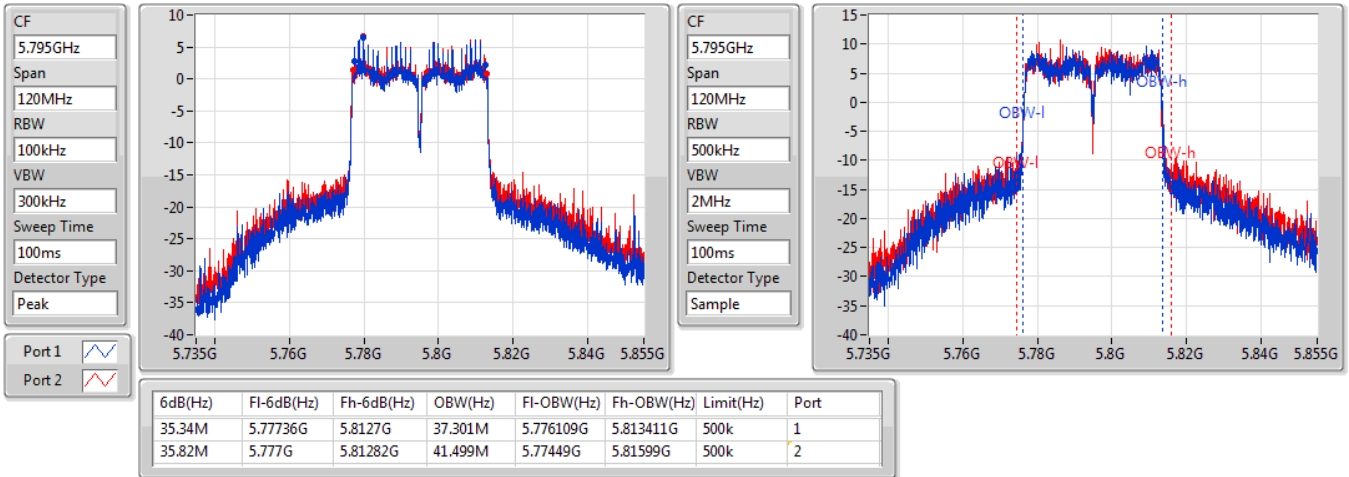 CF
5.795GHz
Span
120MHz
RBW
100kHz
VBW
300kHz
Sweep Time
100ms
Detector Type
Peak
Port 1
Port 2
10
5
0
-5
-10
-15
-20
-25
-30
-35
-40
5.735G 5.76G 5.78G 5.8G 5.82G 5.84G 5.855G
CF
5.795GHz
Span
120MHz
RBW
500kHz
VBW
2MHz
Sweep Time
100ms
Detector Type
Sample
15
10
5
0
-5
-10
-15
-20
-25
-30
-35
-40
OBW-l
OBW-h
OBW-l
OBW-h
5.735G 5.76G 5.78G 5.8G 5.82G 5.84G 5.855G
6dB(Hz) Fl-6dB(Hz) Fh-6dB(Hz) OBW(Hz) Fl-OBW(Hz) Fh-OBW(Hz) Limit(Hz) Port
35.34M 5.77736G 5.8127G 37.301M 5.776109G 5.813411G 500k 1
35.82M 5.777G 5.81282G 41.499M 5.77449G 5.81599G 500k 2